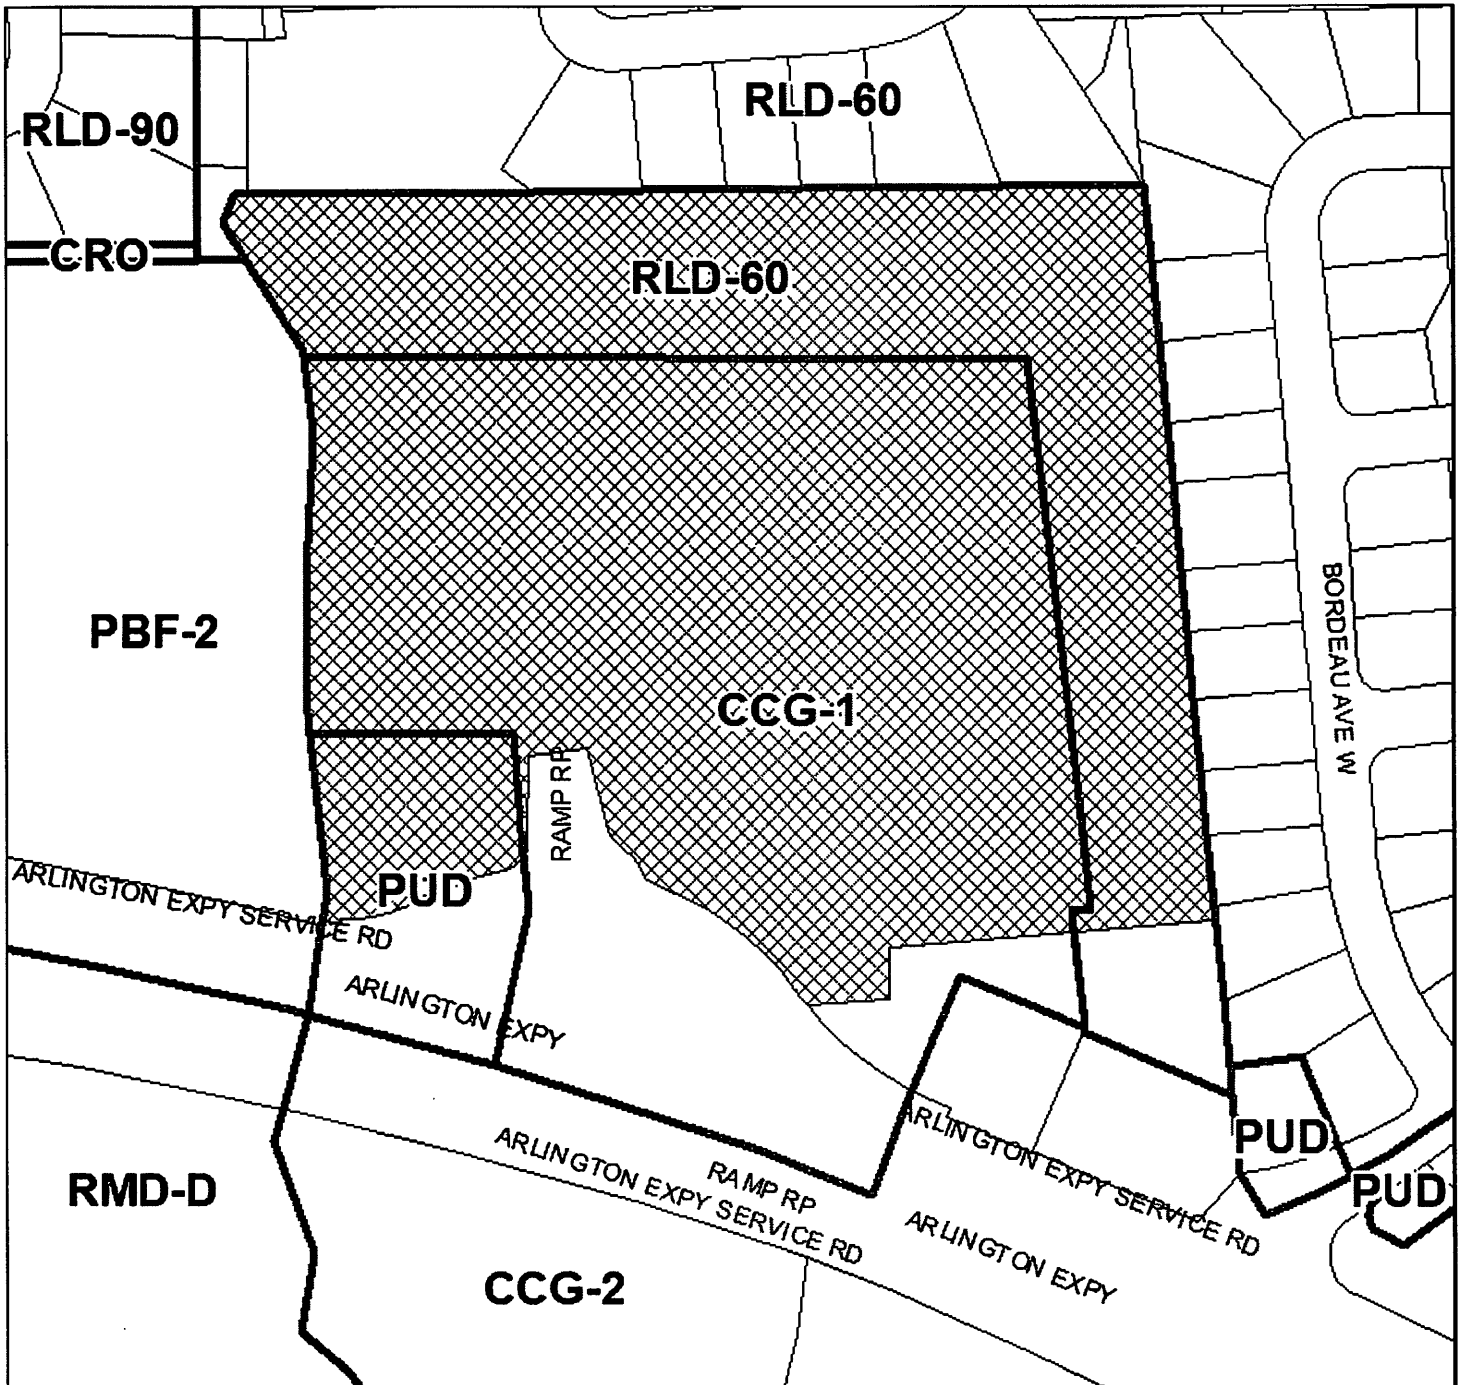 RLD-60
RLD-90
CRO
RLD-60
PBF-2
BORDEAU AVE W
CCG-1
RAMP RP
ARLINGTON EXPY SERVICE RD
PUD
ARLINGTON EXPY
ARLINGTON EXPY SERVICE RD
PUD
RMD-D
RAMP RP
PUD
ARLINGTON EXPY SERVICE RD
ARLINGTON EXPY
CCG-2